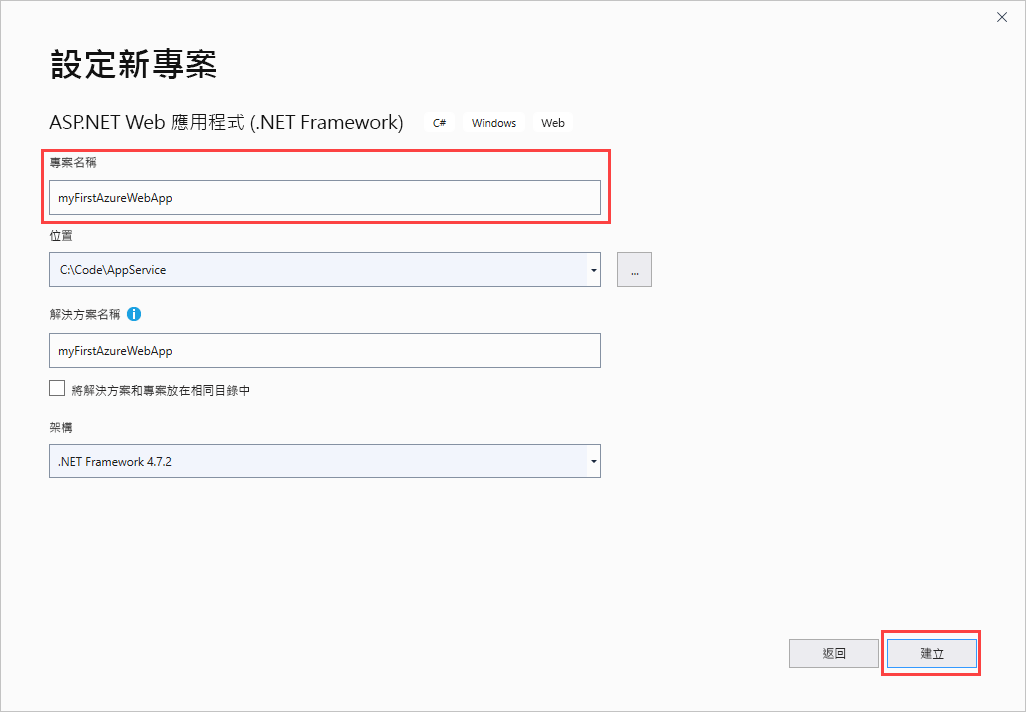 設定新專案
ASP.NET Web 應用程式 (.NET Framework) C# Windows Web
專案名稱
myFirstAzureWebApp
位置
C:\Code\AppService
...
解決方案名稱
myFirstAzureWebApp
將解決方案和專案放在相同目錄中
架構
.NET Framework 4.7.2
返回 建立